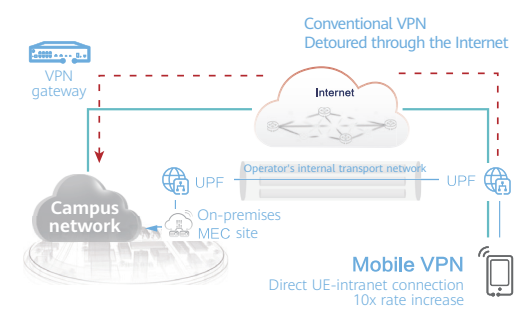 Conventional VPN
Detoured through the Internet
VPN
gateway
Internet
Operator's internal transport network
UPF
UPF
Campus
network
On-premises
MEC site
Mobile VPN
Direct UE-intranet connection
10x rate increase